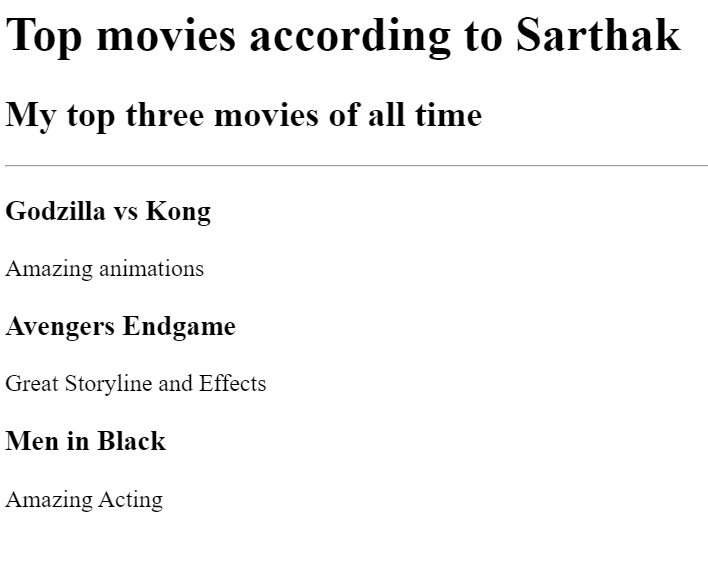 Top movies according to Sarthak
My top three movies of all time
Godzilla vs Kong
Amazing animations
Avengers Endgame
Great Storyline and Effects
Men in Black
Amazing Acting